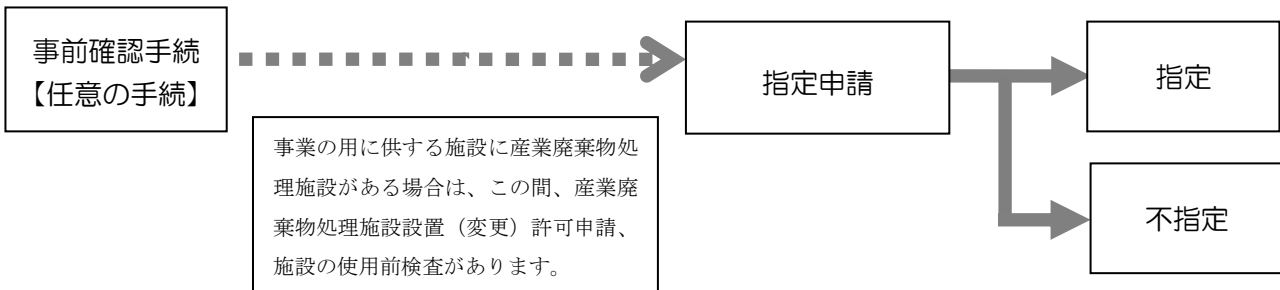 事前確認手続
【任意の手続】
指定申請
指定
不指定
事業の用に供する施設に産業廃棄物処
理施設がある場合は、この間、産業廃
棄物処理施設設置（変更）許可申請、
施設の使用前検査があります。